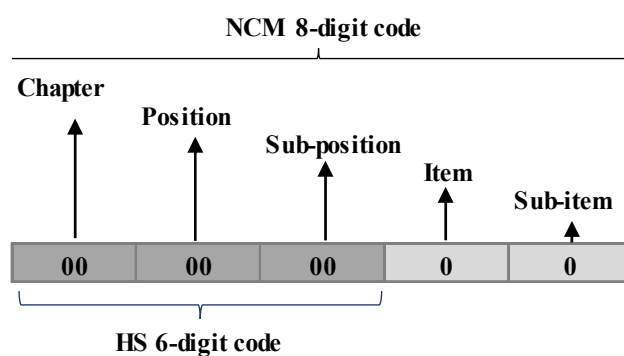 NCM 8-digit code
Chapter
Position
Sub-position
Item
Sub-item
00 00 00 0 0
HS 6-digit code